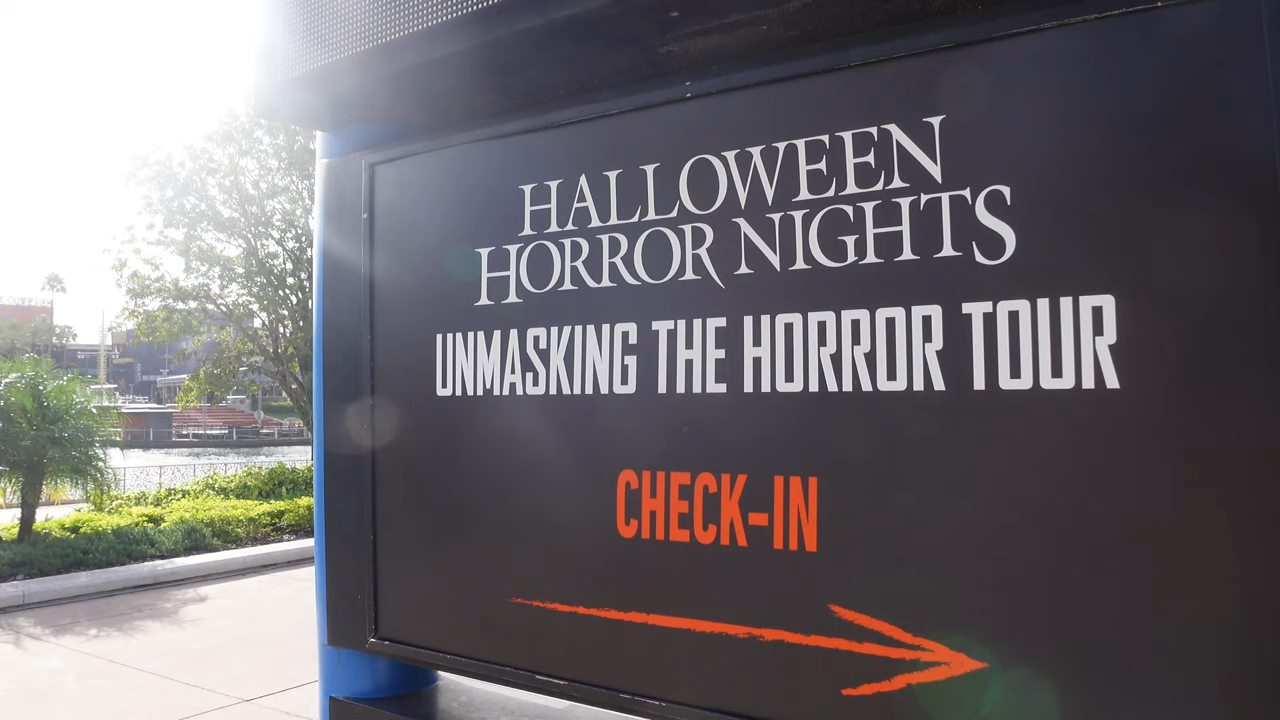 HALLOWEEN
HORROR NIGHTS
UNMASKING THE HORROR TOUR
CHECK-IN